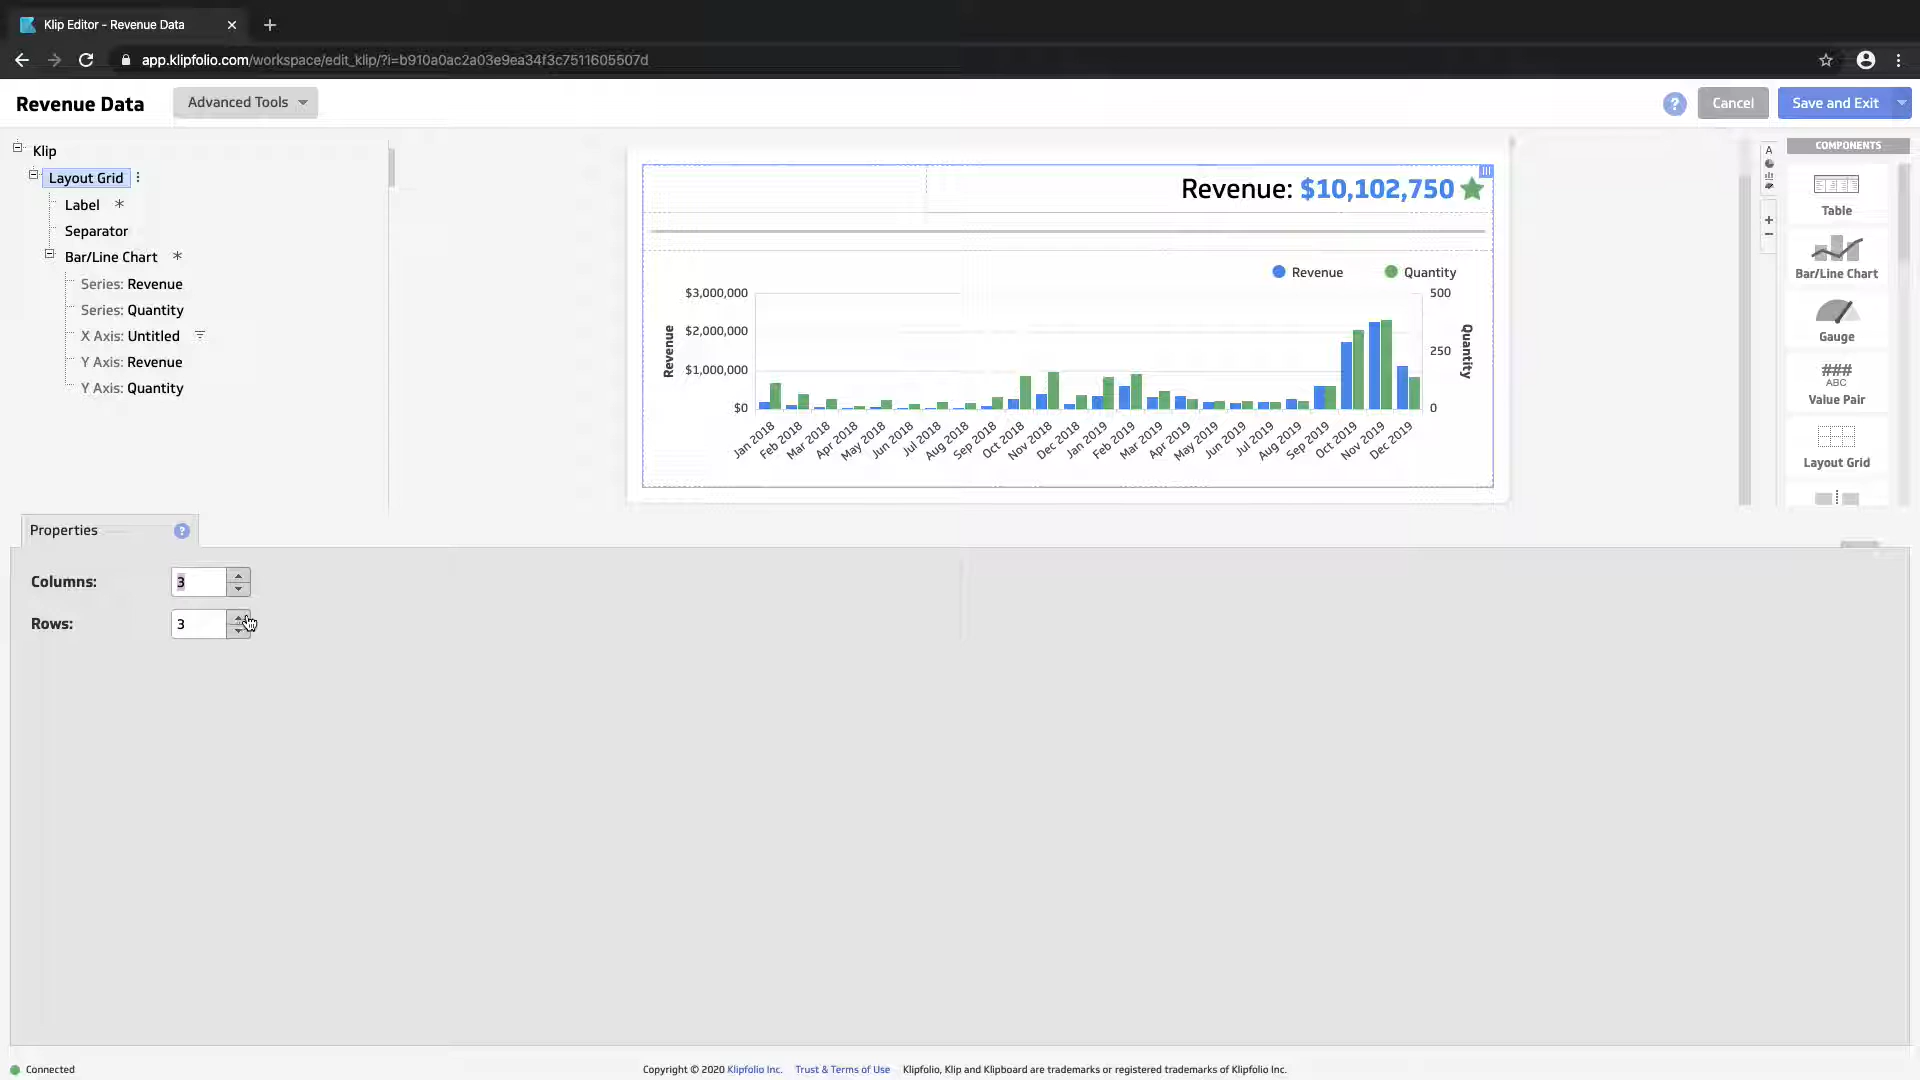 Klip Editor - Revenue Data
app.klipfolio.com/workspace/edit_klip/?i=b910a0ac2a03e9ea34f3c7511605507d
Revenue Data
Advanced Tools
?
Cancel
Save and Exit
Klip
Layout Grid
Label *
Separator
Bar/Line Chart *
Series: Revenue
Series: Quantity
X Axis: Untitled
Y Axis: Revenue
Y Axis: Quantity
Revenue: $10,102,750
Revenue
Quantity
$3,000,000
$2,000,000
$1,000,000
$0
Revenue
500
250
0
Quantity
Jan 2018
Feb 2018
Mar 2018
Apr 2018
May 2018
Jun 2018
Jul 2018
Aug 2018
Sep 2018
Oct 2018
Nov 2018
Dec 2018
Jan 2019
Feb 2019
Mar 2019
Apr 2019
May 2019
Jun 2019
Jul 2019
Aug 2019
Sep 2019
Oct 2019
Nov 2019
Dec 2019
A
COMPONENTS
Table
Bar/Line Chart
Gauge
###
ABC
Value Pair
Layout Grid
Properties
?
Columns: 3
Rows: 3
Connected
Copyright © 2020 Klipfolio Inc. Trust & Terms of Use Klipfolio, Klip and Klipboard are trademarks or registered trademarks of Klipfolio Inc.